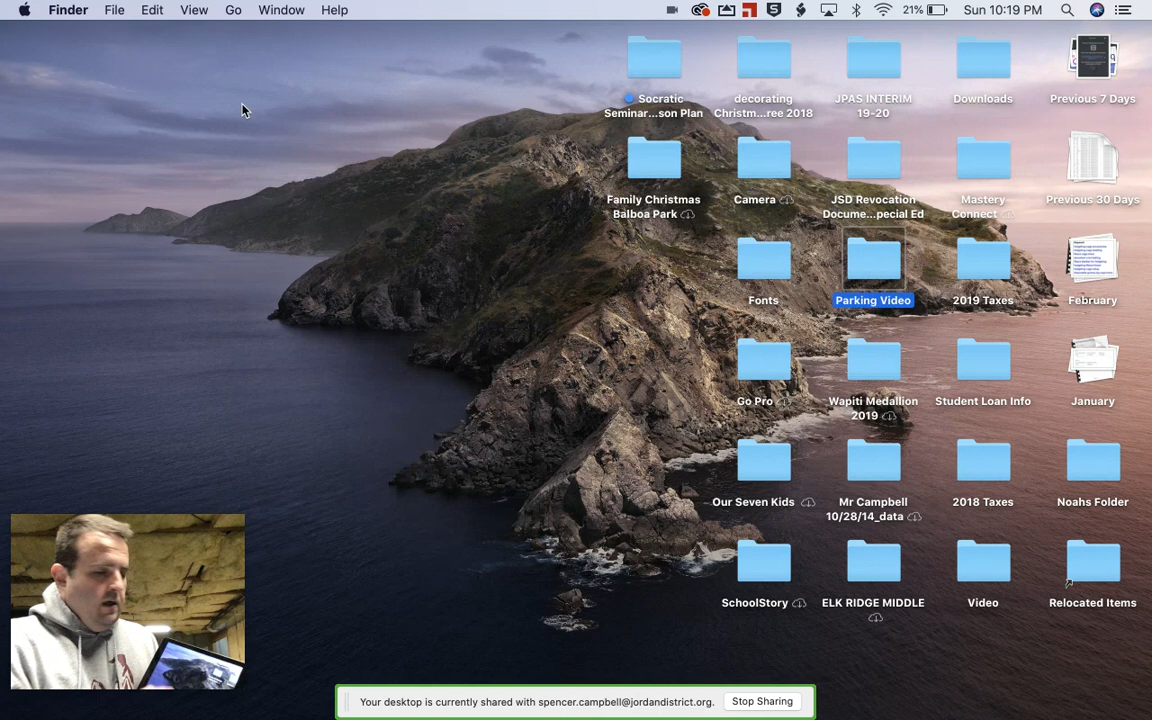 Finder File Edit View Go Window Help 21% Sun 10:19 PM
Socratic
Seminar...son Plan
decorating
Christm...ree 2018
JPAS INTERIM
19-20
Downloads
Previous 7 Days
Family Christmas
Balboa Park
Camera
JSD Revocation
Docume...pecial Ed
Mastery
Connect
Previous 30 Days
Fonts
Parking Video
2019 Taxes
February
Go Pro
Wapiti Medallion
2019
Student Loan Info
January
Our Seven Kids
Mr Campbell
10/28/14_data
2018 Taxes
Noahs Folder
SchoolStory
ELK RIDGE MIDDLE
Video
Relocated Items
Your desktop is currently shared with spencer.campbell@jordandistrict.org. Stop Sharing